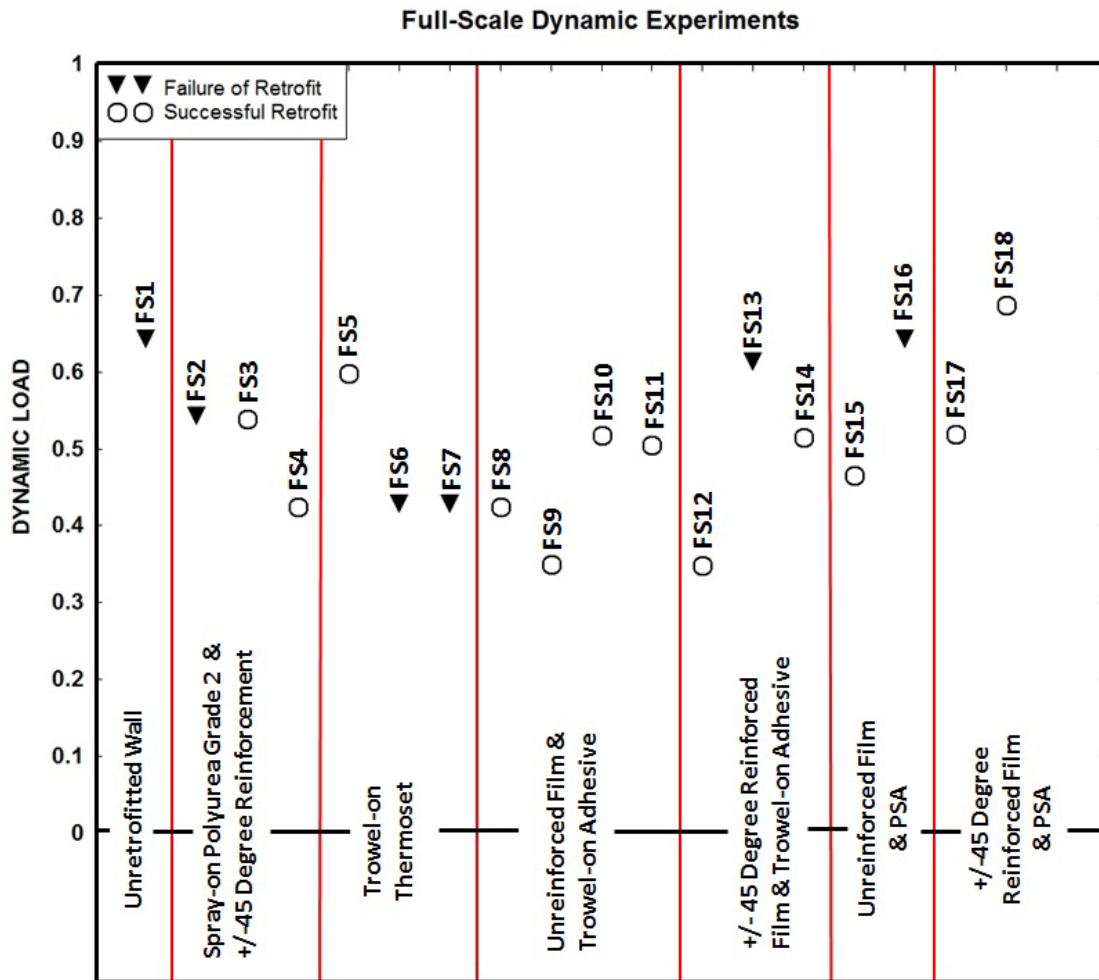 Full-Scale Dynamic Experiments
1
Failure of Retrofit
Successful Retrofit
0.9
0.8
0.7
0.6
0.5
0.4
0.3
0.2
0.1
0
DYNAMIC LOAD
FS1
FS2
FS3
FS4
FS5
FS6
FS7
FS8
FS9
FS10
FS11
FS12
FS13
FS14
FS15
FS16
FS17
FS18
Unretrofitted Wall
Spray-on Polyurea Grade 2 &
+/-45 Degree Reinforcement
Trowel-on
Thermoset
Unreinforced Film &
Trowel-on Adhesive
+/- 45 Degree Reinforced
Film & Trowel-on Adhesive
Unreinforced Film
& PSA
+/-45 Degree
Reinforced Film
& PSA